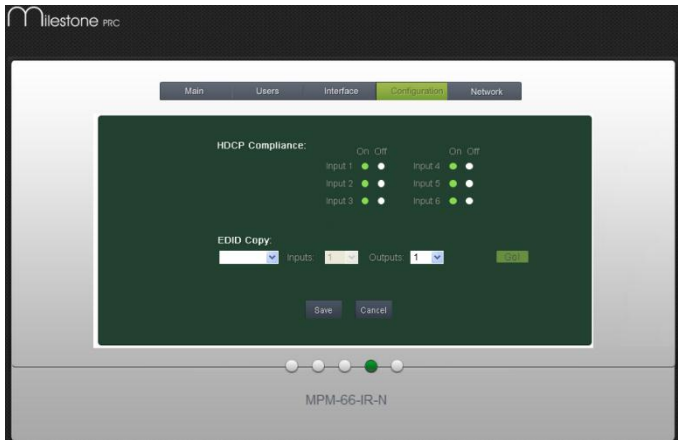 Milestone PRC
Main Users Interface Configuration Network
HDCP Compliance:
On Off On Off
Input 1 Input 4
Input 2 Input 5
Input 3 Input 6
EDID Copy:
Inputs: 1 Outputs: 1 Go!
Save Cancel
MPM-66-IR-N